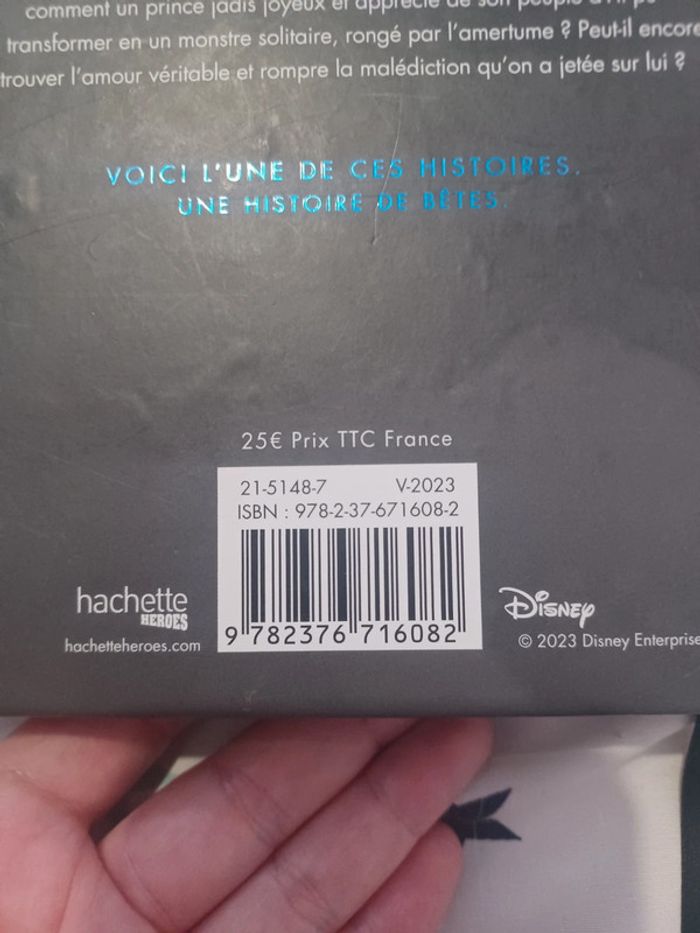 comment un prince jadis joyeux et apprécié de son peuple
transformer en un monstre solitaire, rongé par l'amertume ? Peut-il encore
trouver l'amour véritable et rompre la malédiction qu'on a jetée sur lui ?
VOICI L'UNE DE CES HISTOIRES.
UNE HISTOIRE DE BÊTES.
25€ Prix TTC France
21-5148-7 V-2023
ISBN : 978-2-37-671608-2
9 782376 716082
hachette
HEROES
hachetteheroes.com
Disney
© 2023 Disney Enterprise